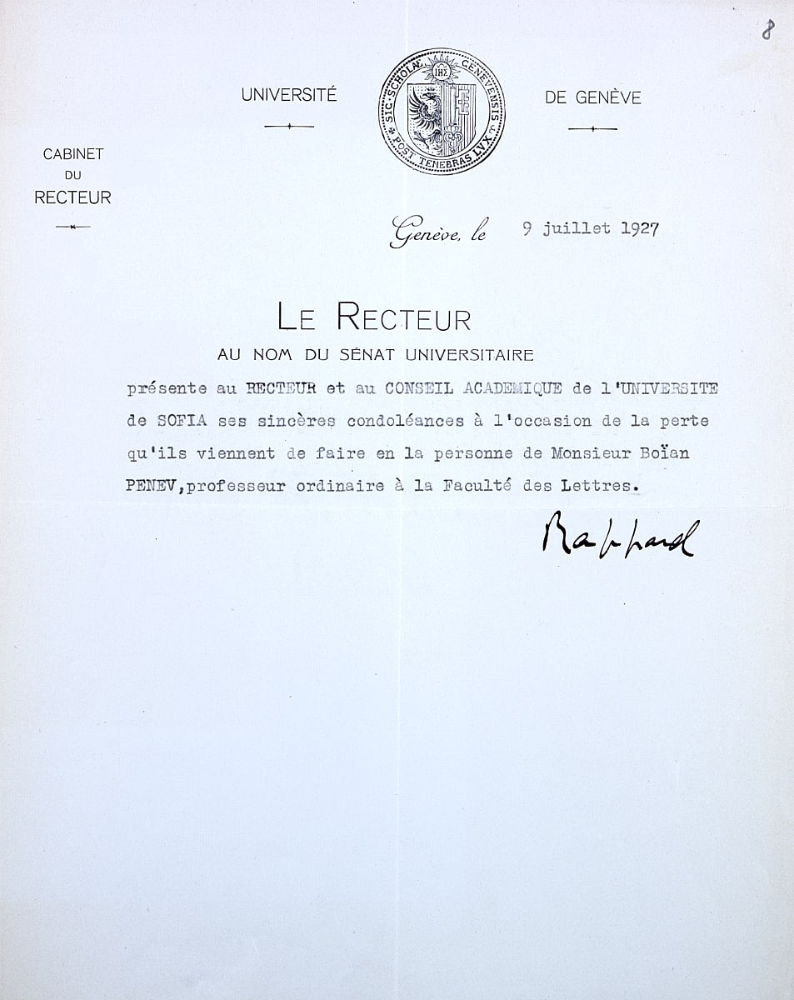 8
UNIVERSITÉ
DE GENÈVE
SIC · SCHOLÆ GENEVENSIS
IHS
POST TENEBRAS LVX
CABINET
DU
RECTEUR
Genève, le 9 juillet 1927
LE RECTEUR
AU NOM DU SÉNAT UNIVERSITAIRE
présente au RECTEUR et au CONSEIL ACADEMIQUE de l'UNIVERSITE
de SOFIA ses sincères condoléances à l'occasion de la perte
qu'ils viennent de faire en la personne de Monsieur Boïan
PENEV,professeur ordinaire à la Faculté des Lettres.
Rappard